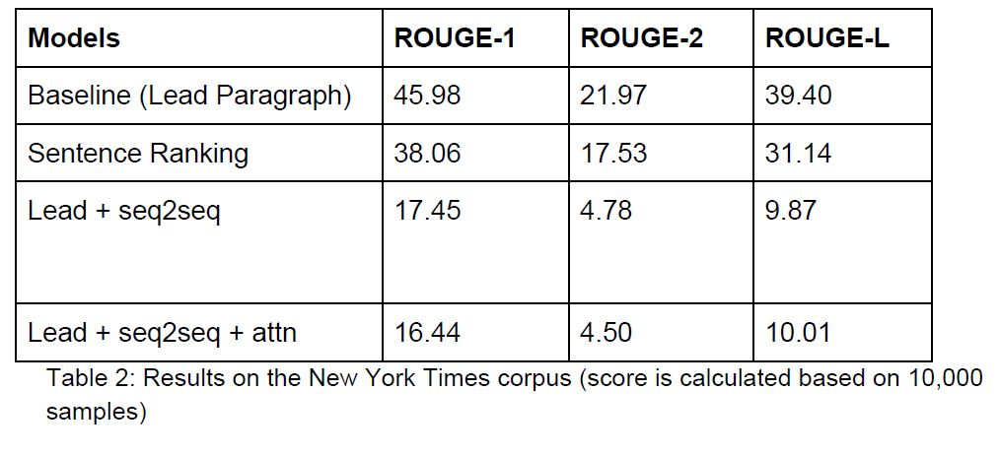 Models ROUGE-1 ROUGE-2 ROUGE-L
Baseline (Lead Paragraph) 45.98 21.97 39.40
Sentence Ranking 38.06 17.53 31.14
Lead + seq2seq 17.45 4.78 9.87
Lead + seq2seq + attn 16.44 4.50 10.01
Table 2: Results on the New York Times corpus (score is calculated based on 10,000
samples)